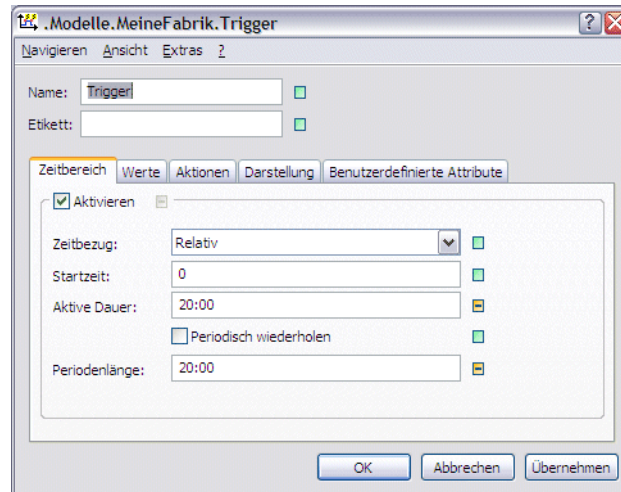 .Modelle.MeineFabrik.Trigger
Navigieren Ansicht Extras ?
Name: Trigger
Etikett:
Zeitbereich Werte Aktionen Darstellung Benutzerdefinierte Attribute
Aktivieren
Zeitbezug: Relativ
Startzeit: 0
Aktive Dauer: 20:00
Periodisch wiederholen
Periodenlänge: 20:00
OK Abbrechen Übernehmen